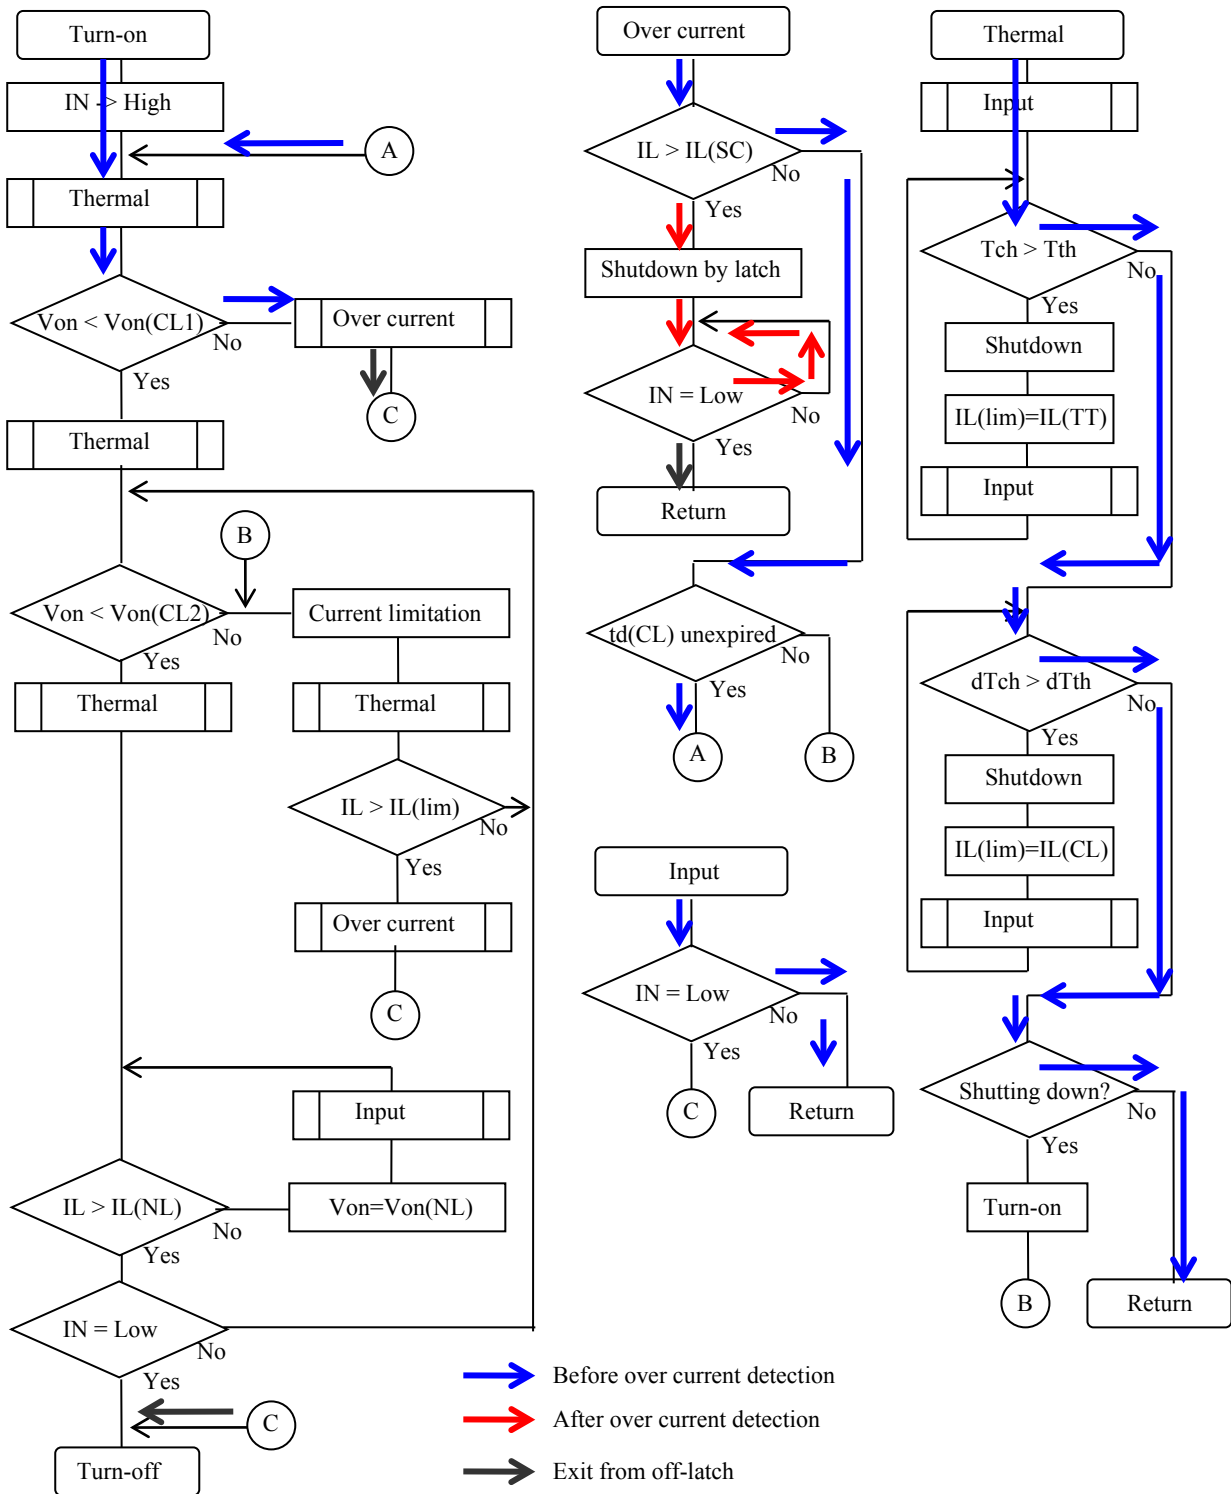 Turn-on
IN -> High
A
Thermal
Von < Von(CL1)
No
Yes
Over current
C
Thermal
B
Von < Von(CL2)
No
Yes
Current limitation
Thermal
Thermal
IL > IL(lim)
No
Yes
Over current
C
Input
Von=Von(NL)
IL > IL(NL)
No
Yes
IN = Low
No
Yes
C
Turn-off
Over current
IL > IL(SC)
No
Yes
Shutdown by latch
IN = Low
No
Yes
Return
td(CL) unexpired
No
Yes
A
B
Input
IN = Low
No
Yes
C
Return
Thermal
Input
Tch > Tth
No
Yes
Shutdown
IL(lim)=IL(TT)
Input
dTch > dTth
No
Yes
Shutdown
IL(lim)=IL(CL)
Input
Shutting down?
No
Yes
Turn-on
B
Return
Before over current detection
After over current detection
Exit from off-latch